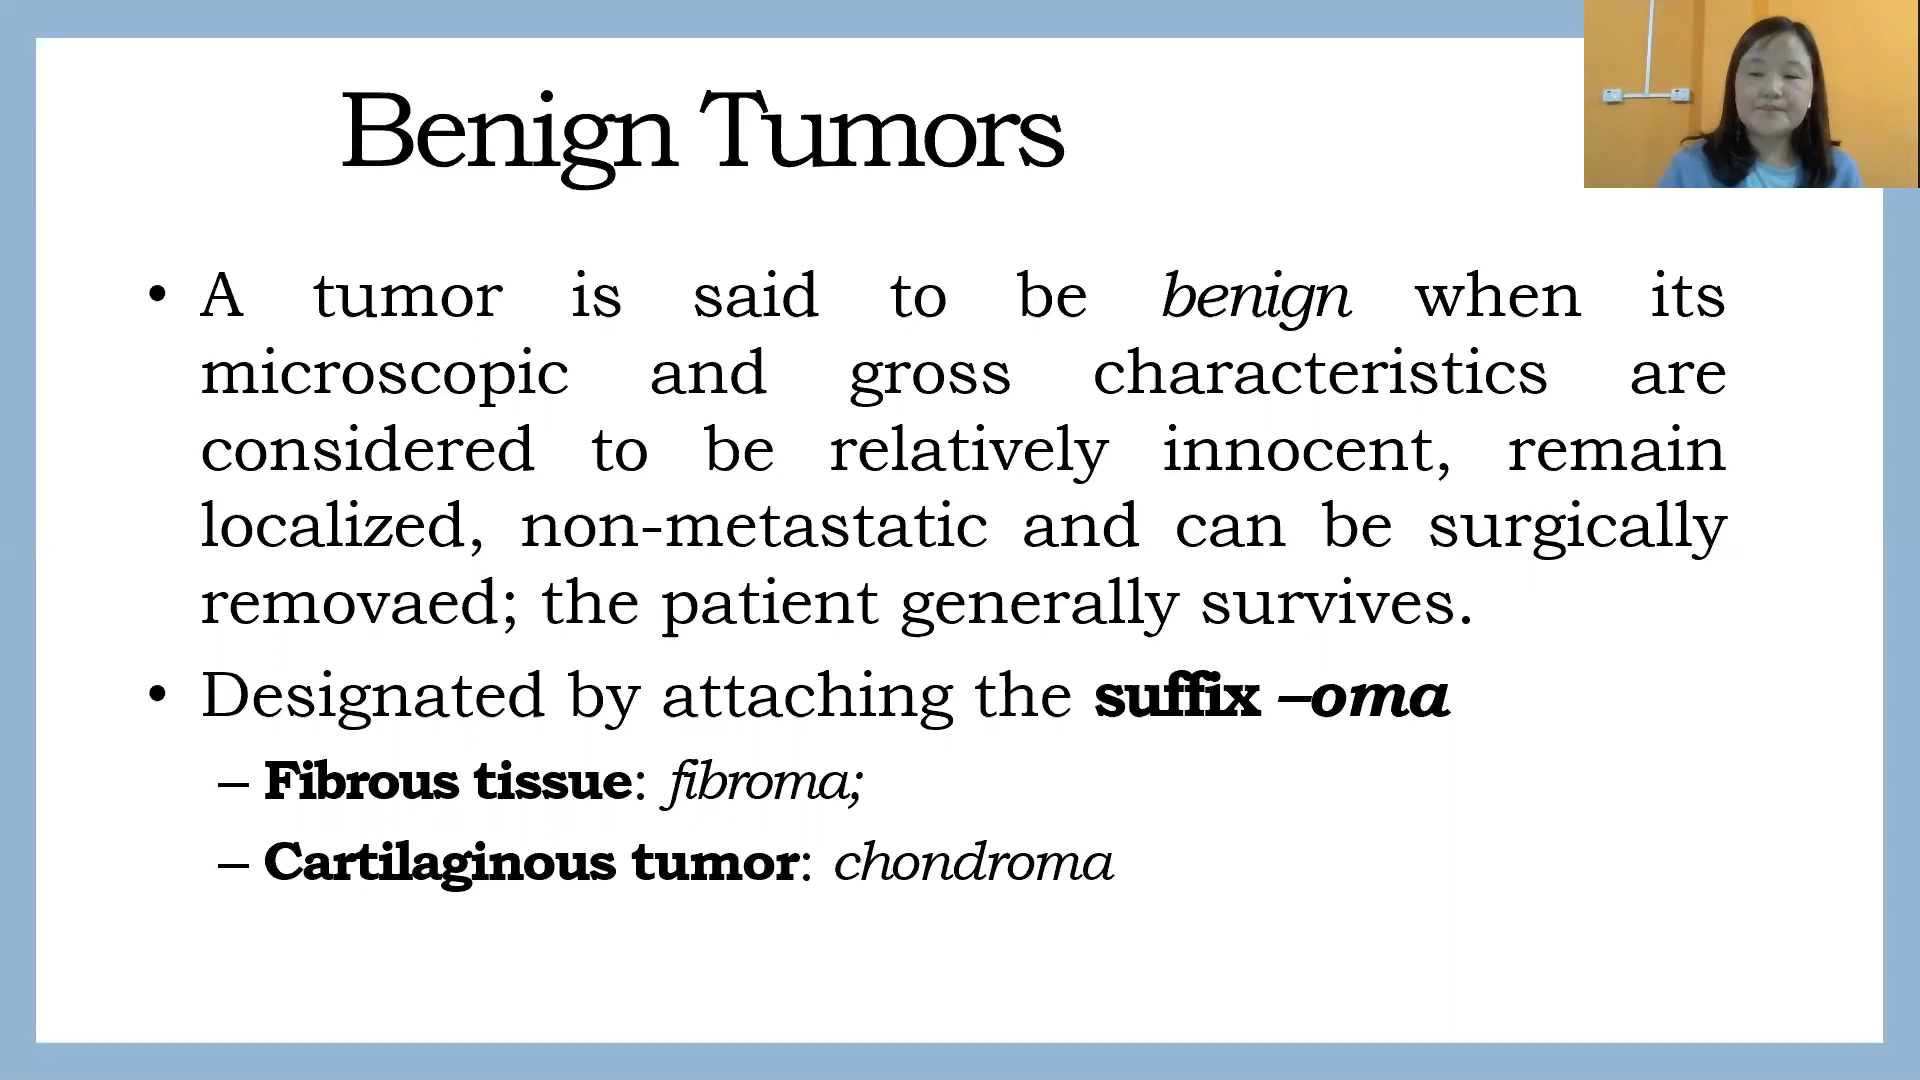 Benign Tumors
• A tumor is said to be benign when its
microscopic and gross characteristics are
considered to be relatively innocent, remain
localized, non-metastatic and can be surgically
removaed; the patient generally survives.
• Designated by attaching the suffix –oma
– Fibrous tissue: fibroma;
– Cartilaginous tumor: chondroma